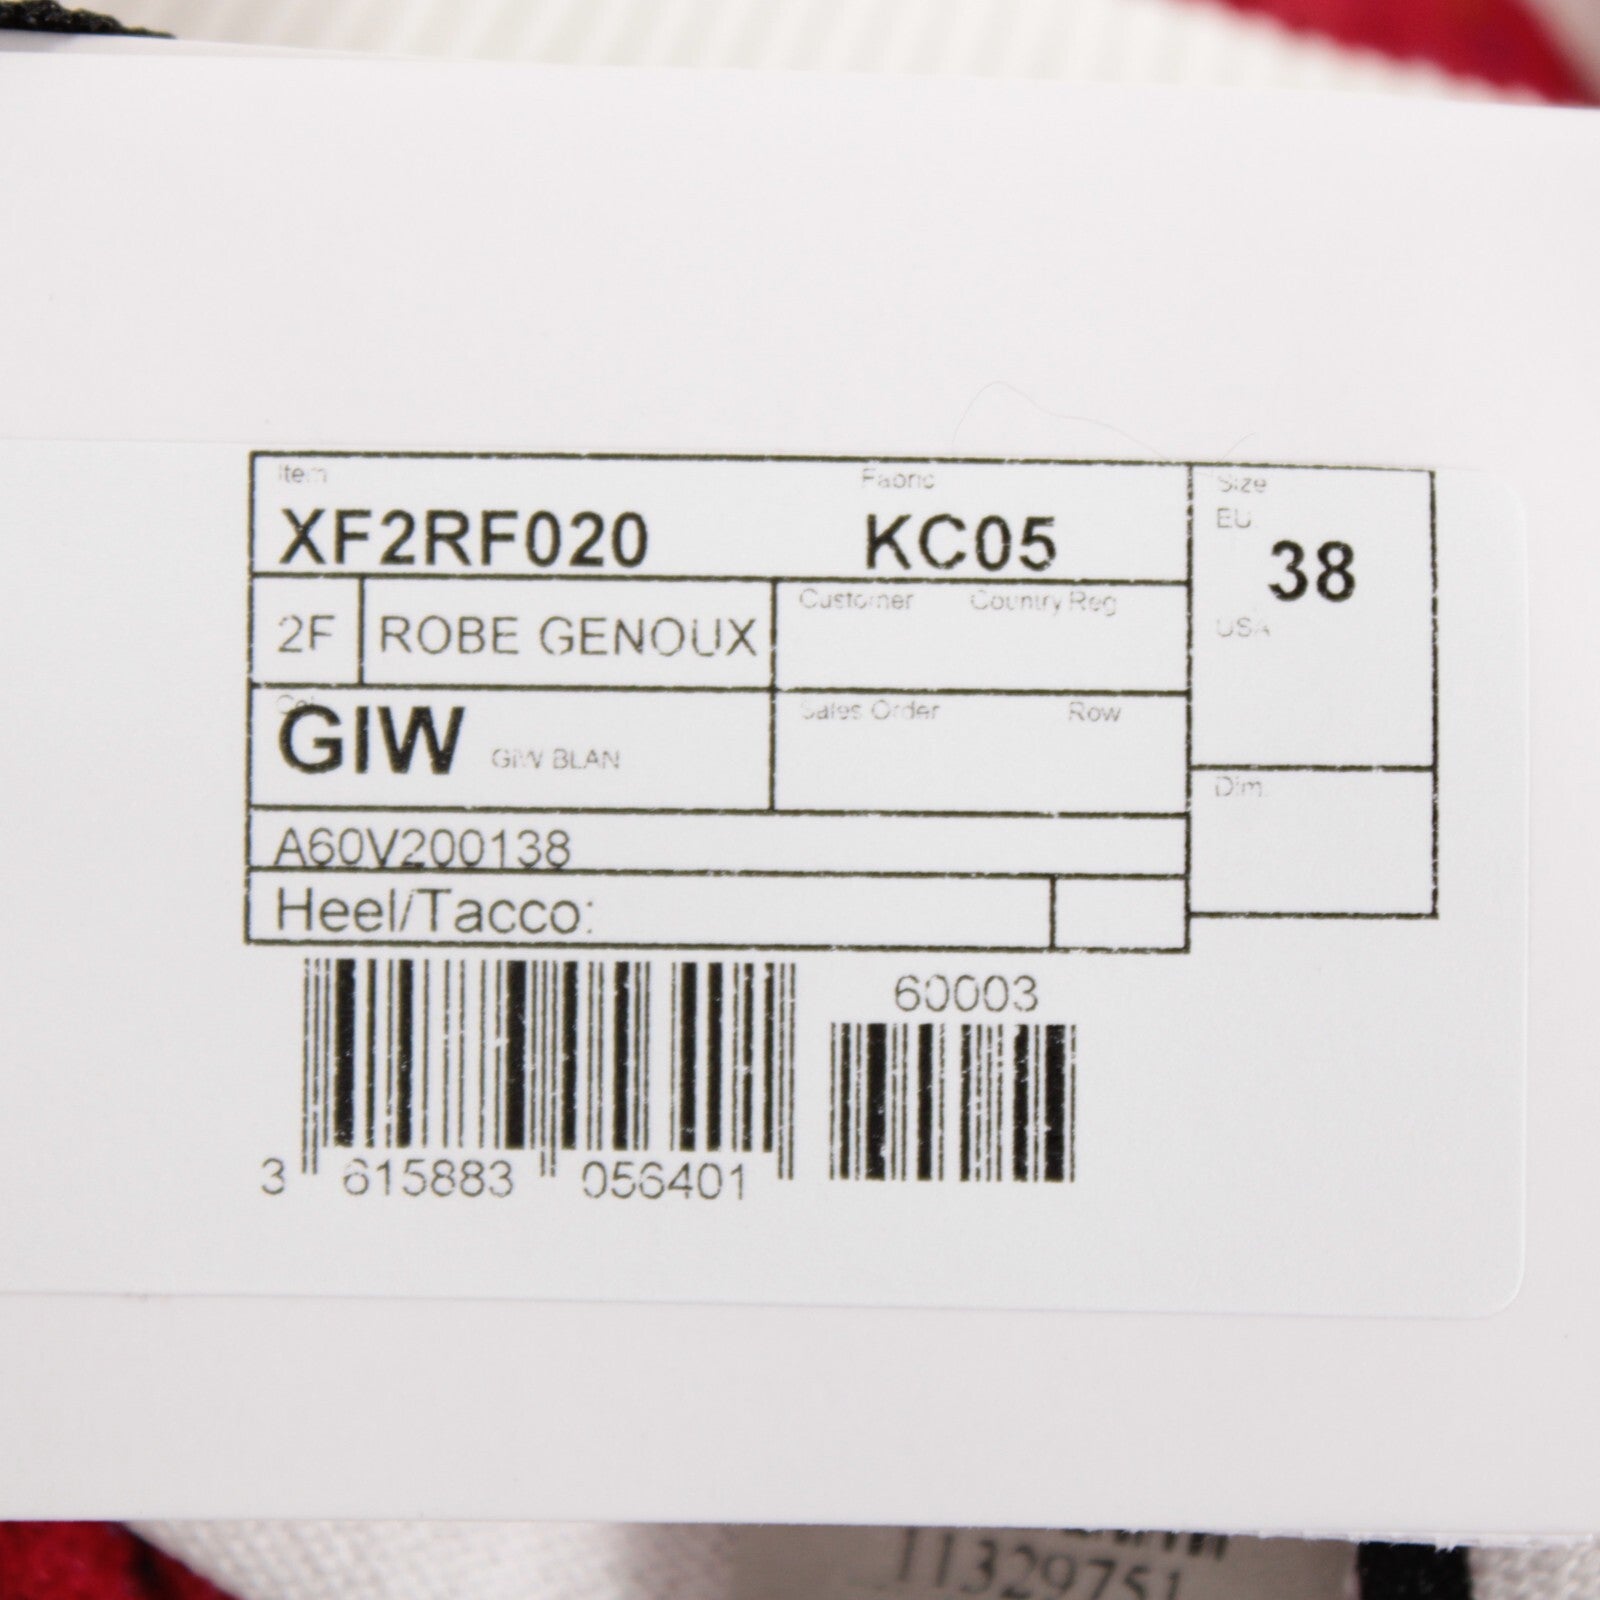 Item Fabric Size
XF2RF020 KC05 EU
38
2F ROBE GENOUX Customer Country Reg USA
GIW GIW BLAN Sales Order Row
Dim.
A60V200138
Heel/Tacco:
60003
3 615883 056401
11329751